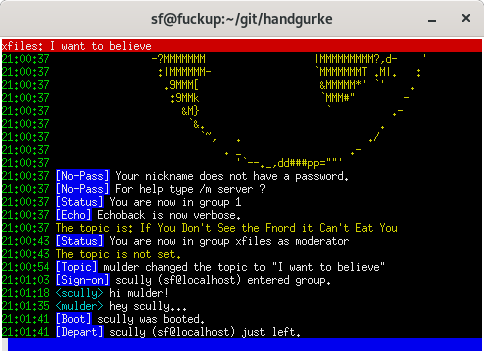 sf@fuckup:~/git/handgurke
xfiles: I want to believe
21:00:37 -?MMMMMMM |MMMMMMMMM?,d- '
21:00:37 :|MMMMMM- `MMMMMMMT .M|. :
21:00:37 .9MMM[ &MMMMM*' `' .
21:00:37 :9MMk `MMM#" -
21:00:37 &M} ` .-
21:00:37 `&. .
21:00:37 `~, . ./
21:00:37 . _ .-
21:00:37 '`--._,dd###pp=""'
21:00:37 [No-Pass] Your nickname does not have a password.
21:00:37 [No-Pass] For help type /m server ?
21:00:37 [Status] You are now in group 1
21:00:37 [Echo] Echoback is now verbose.
21:00:37 The topic is: If You Don't See the Fnord it Can't Eat You
21:00:43 [Status] You are now in group xfiles as moderator
21:00:43 The topic is not set.
21:00:54 [Topic] mulder changed the topic to "I want to believe"
21:01:03 [Sign-on] scully (sf@localhost) entered group.
21:01:18 <scully> hi mulder!
21:01:35 <mulder> hey scully...
21:01:41 [Boot] scully was booted.
21:01:41 [Depart] scully (sf@localhost) just left.